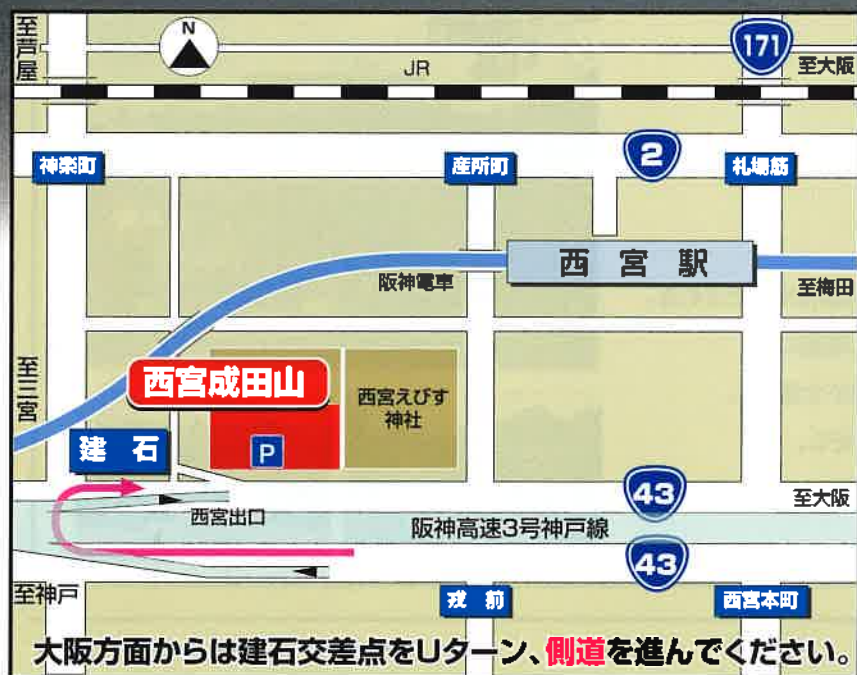 至芦屋
N
171
至大阪
JR
神楽町
産所町
2
札場筋
西宮駅
阪神電車
至梅田
至三宮
西宮成田山
西宮えびす
神社
P
建石
43
至大阪
西宮出口
阪神高速3号神戸線
43
至神戸
戎前
西宮本町
大阪方面からは建石交差点をUターン、側道を進んでください。